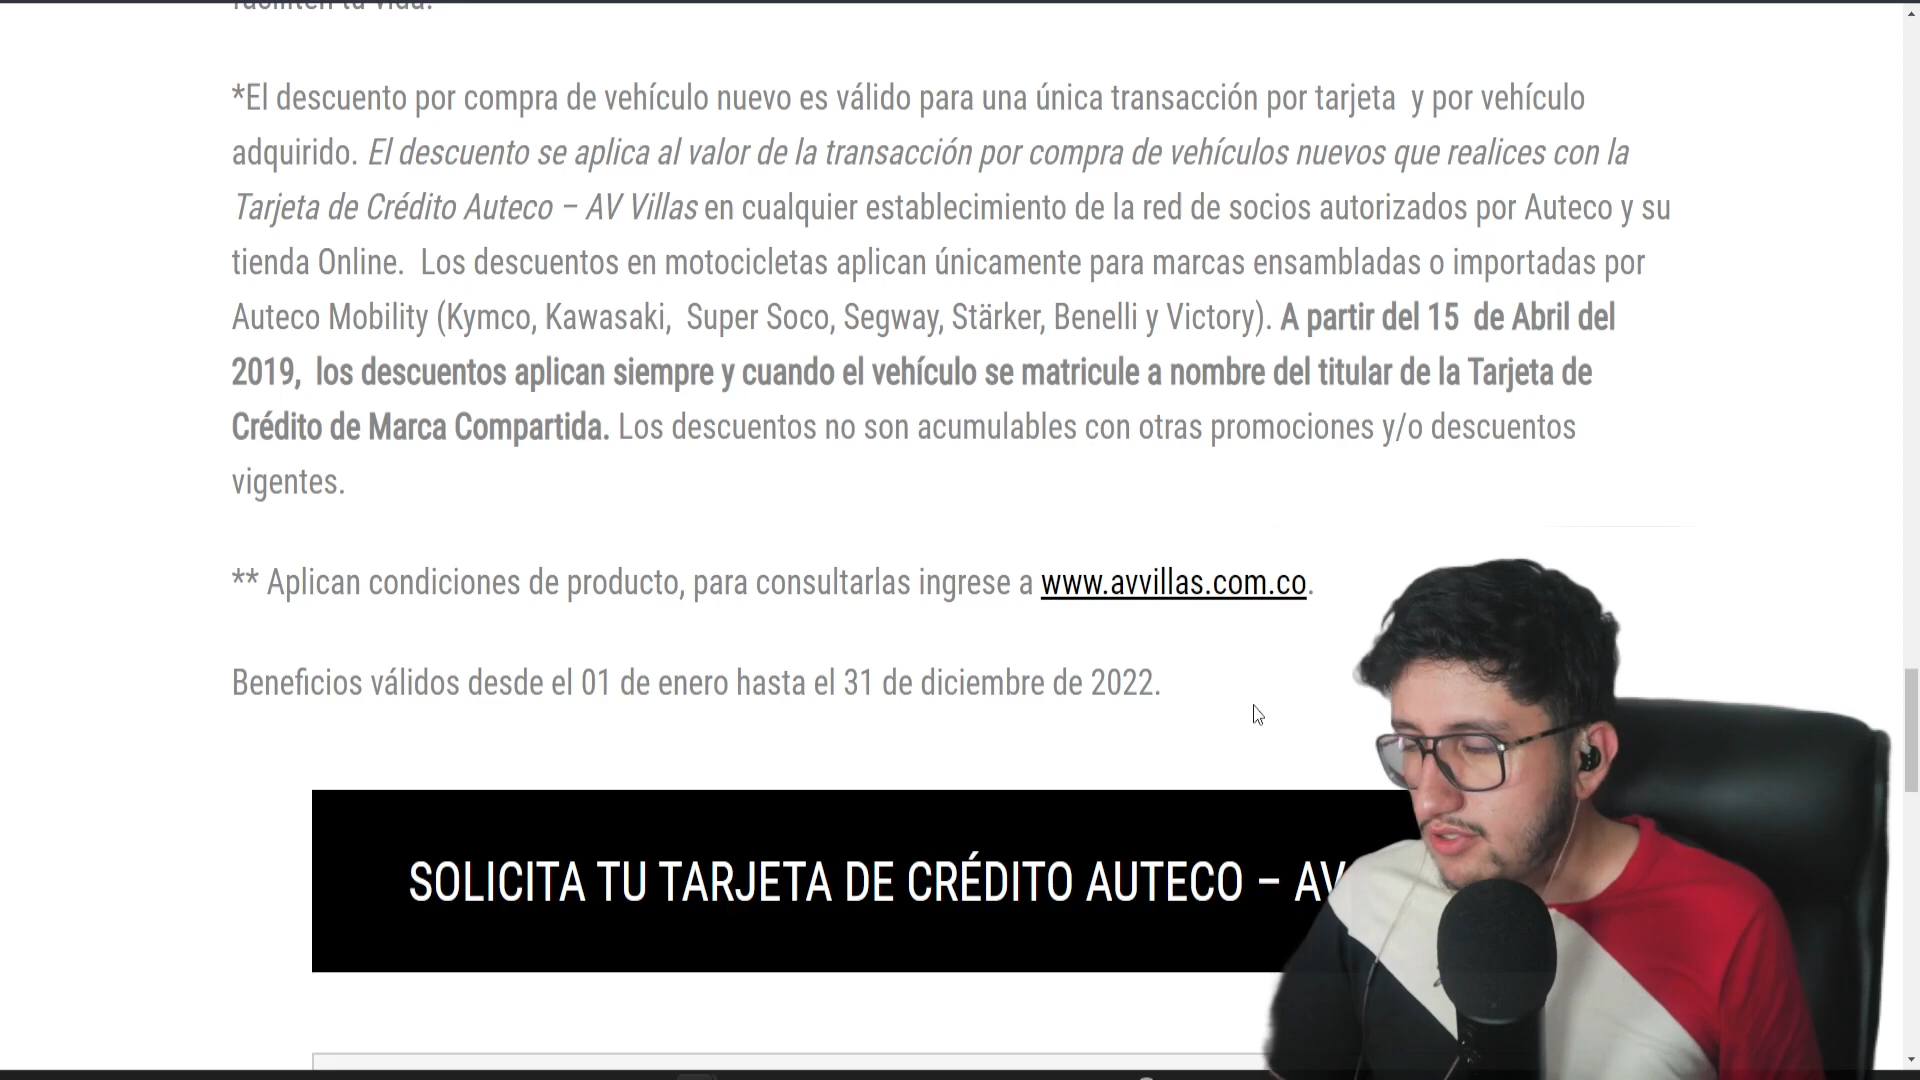 *El descuento por compra de vehículo nuevo es válido para una única transacción por tarjeta  y por vehículo
adquirido. El descuento se aplica al valor de la transacción por compra de vehículos nuevos que realices con la
Tarjeta de Crédito Auteco – AV Villas en cualquier establecimiento de la red de socios autorizados por Auteco y su
tienda Online.  Los descuentos en motocicletas aplican únicamente para marcas ensambladas o importadas por
Auteco Mobility (Kymco, Kawasaki,  Super Soco, Segway, Stärker, Benelli y Victory). A partir del 15  de Abril del
2019,  los descuentos aplican siempre y cuando el vehículo se matricule a nombre del titular de la Tarjeta de
Crédito de Marca Compartida. Los descuentos no son acumulables con otras promociones y/o descuentos
vigentes.
** Aplican condiciones de producto, para consultarlas ingrese a www.avvillas.com.co.
Beneficios válidos desde el 01 de enero hasta el 31 de diciembre de 2022.
SOLICITA TU TARJETA DE CRÉDITO AUTECO – AV